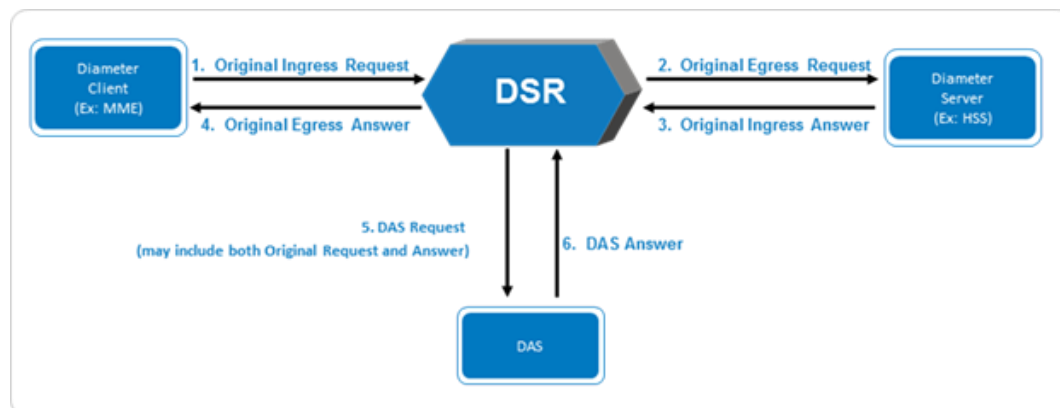 Diameter
Client
(Ex: MME)
1. Original Ingress Request
4. Original Egress Answer
DSR
2. Original Egress Request
3. Original Ingress Answer
Diameter
Server
(Ex: HSS)
5. DAS Request
(may include both Original Request and Answer)
6. DAS Answer
DAS